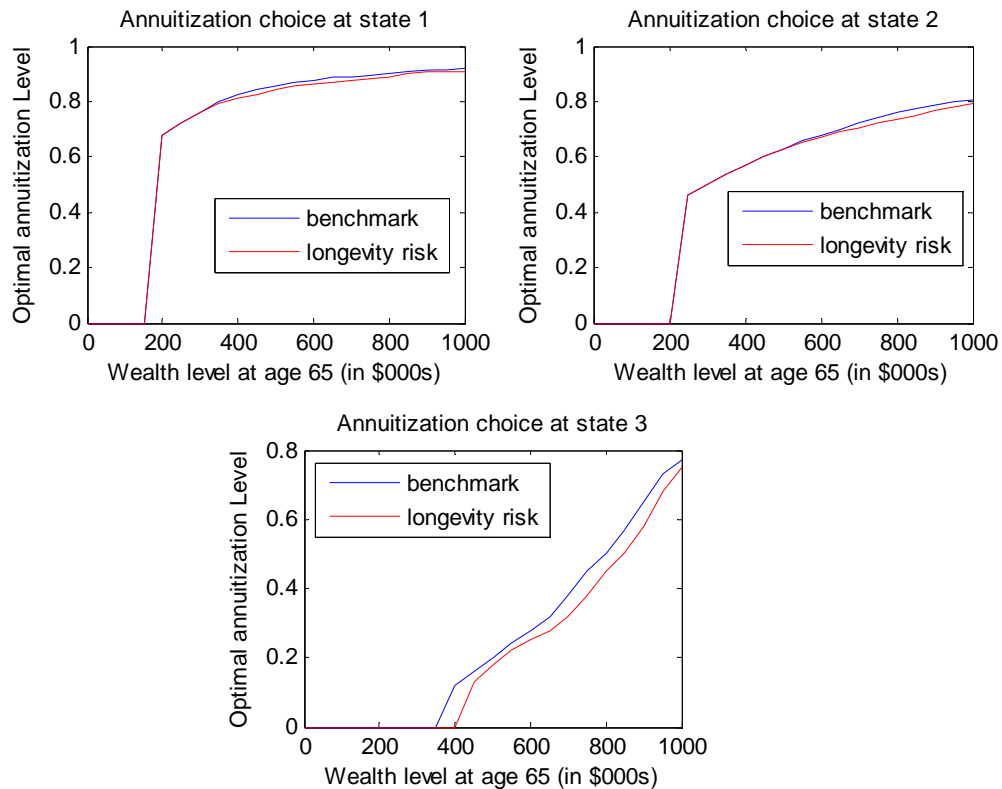 Annuitization choice at state 1
Optimal annuitization Level
1
0.8
0.6
0.4
0.2
0
benchmark
longevity risk
0 200 400 600 800 1000
Wealth level at age 65 (in $000s)
Annuitization choice at state 2
Optimal annuitization Level
1
0.8
0.6
0.4
0.2
0
benchmark
longevity risk
0 200 400 600 800 1000
Wealth level at age 65 (in $000s)
Annuitization choice at state 3
Optimal annuitization Level
0.8
0.6
0.4
0.2
0
benchmark
longevity risk
0 200 400 600 800 1000
Wealth level at age 65 (in $000s)